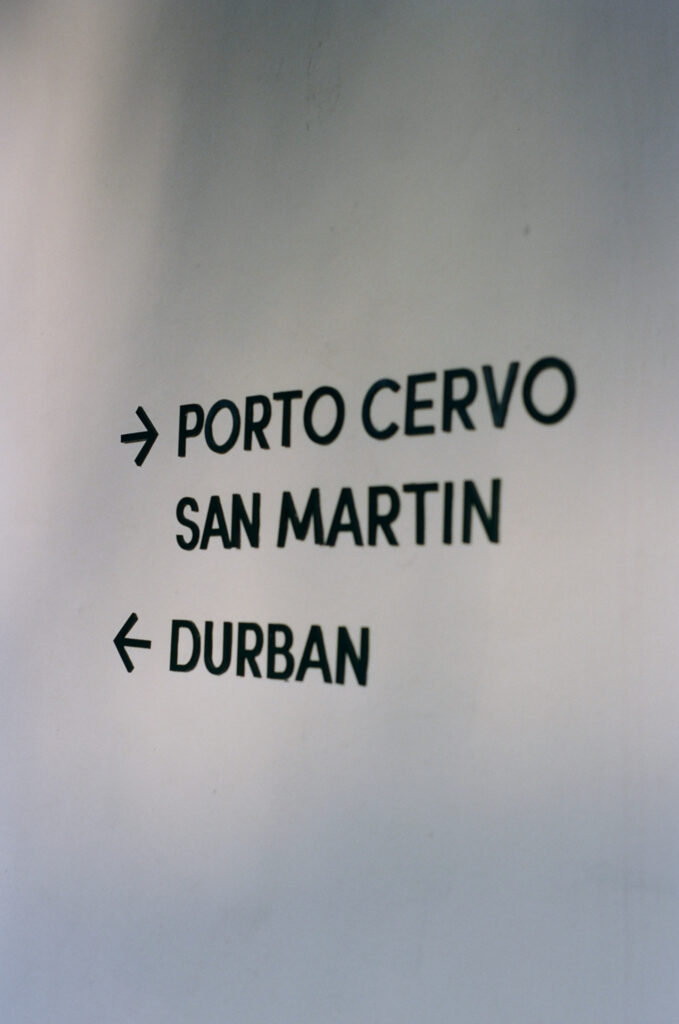 → PORTO CERVO
SAN MARTIN
← DURBAN